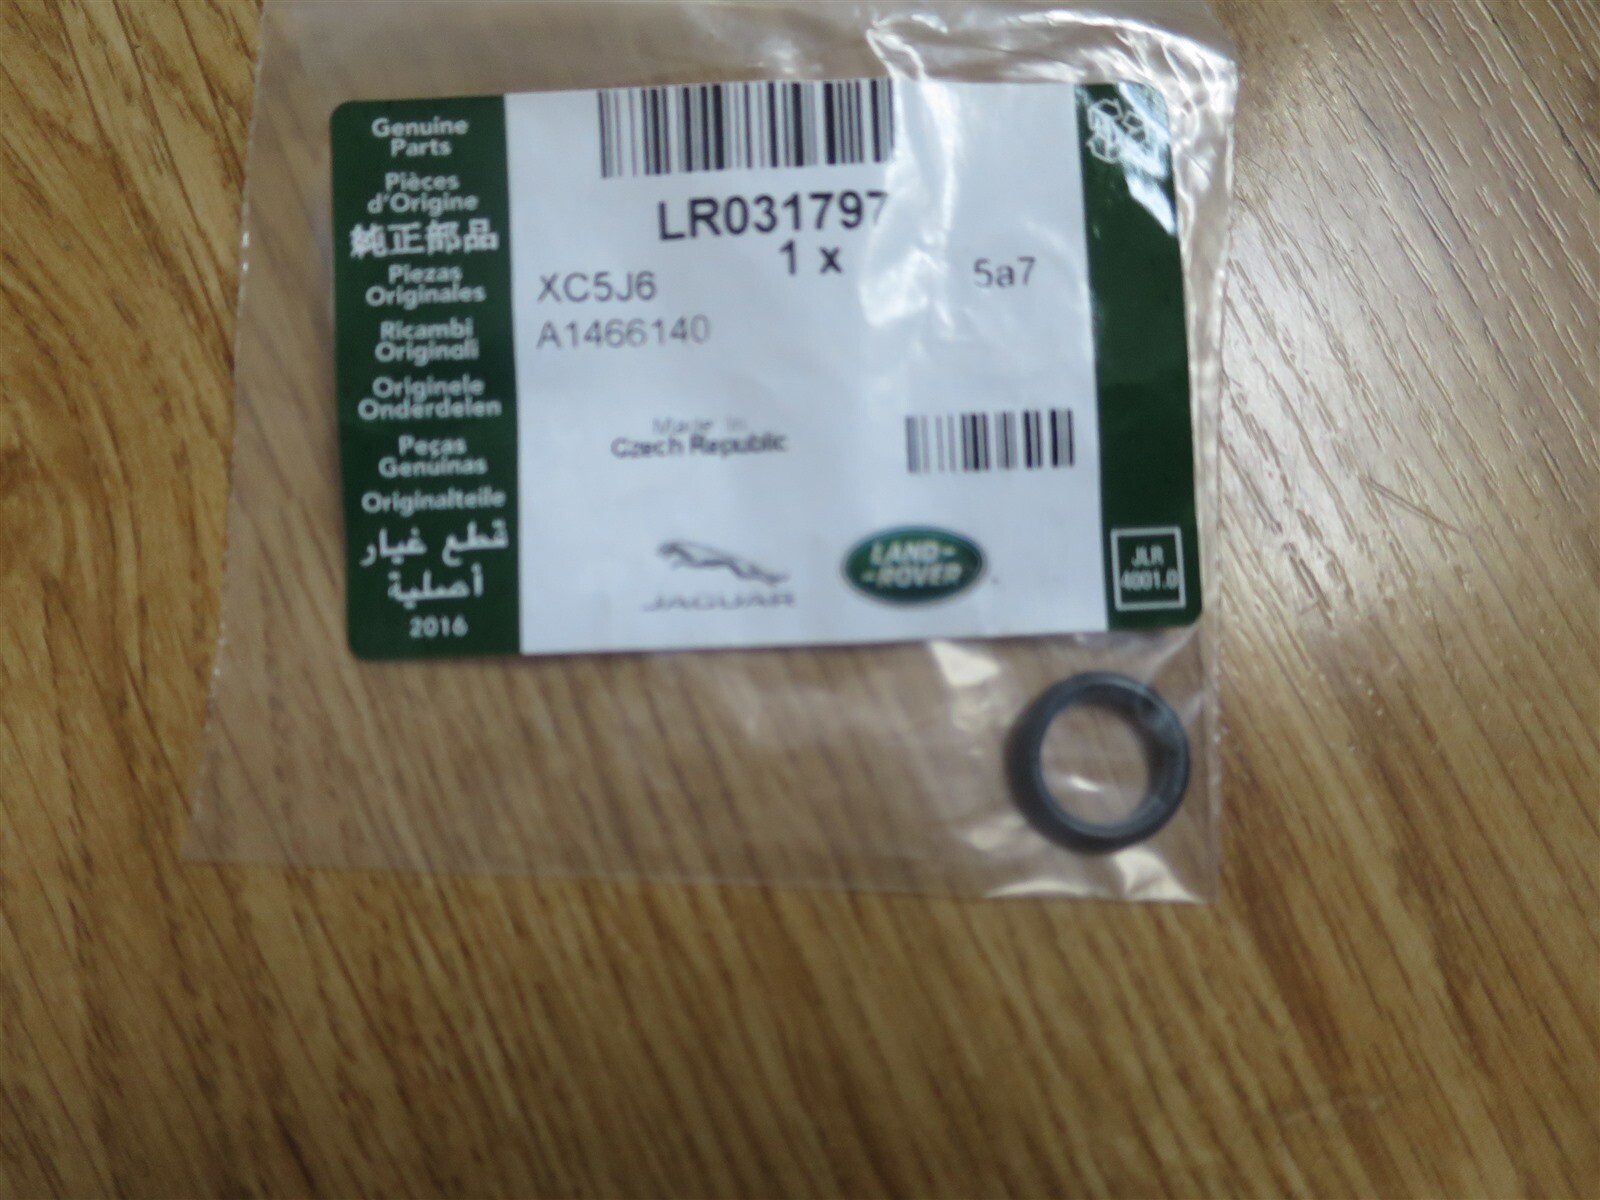 Genuine
Parts
Pièces
d'Origine
純正部品
Piezas
Originales
Ricambi
Originali
Originele
Onderdelen
Peças
Genuínas
Originalteile
قطع غيار
أصلية
2016
LR031797
1 x
XC5J6
5a7
A1466140
Made In
Czech Republic
JAGUAR
LAND-
-ROVER
JLR
4001.0